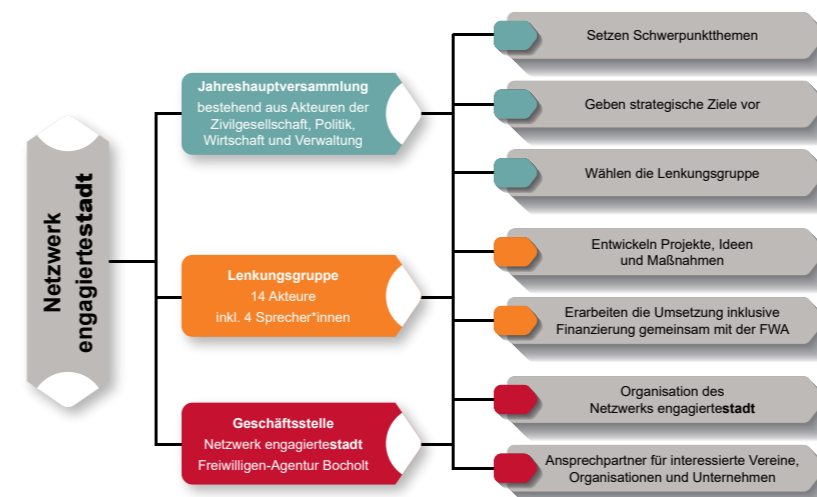 Netzwerk
engagiertestadt
Jahreshauptversammlung
bestehend aus Akteuren der
Zivilgesellschaft, Politik,
Wirtschaft und Verwaltung
Lenkungsgruppe
14 Akteure
inkl. 4 Sprecher*innen
Geschäftsstelle
Netzwerk engagiertestadt
Freiwilligen-Agentur Bocholt
Setzen Schwerpunktthemen
Geben strategische Ziele vor
Wählen die Lenkungsgruppe
Entwickeln Projekte, Ideen
und Maßnahmen
Erarbeiten die Umsetzung inklusive
Finanzierung gemeinsam mit der FWA
Organisation des
Netzwerks engagiertestadt
Ansprechpartner für interessierte Vereine,
Organisationen und Unternehmen